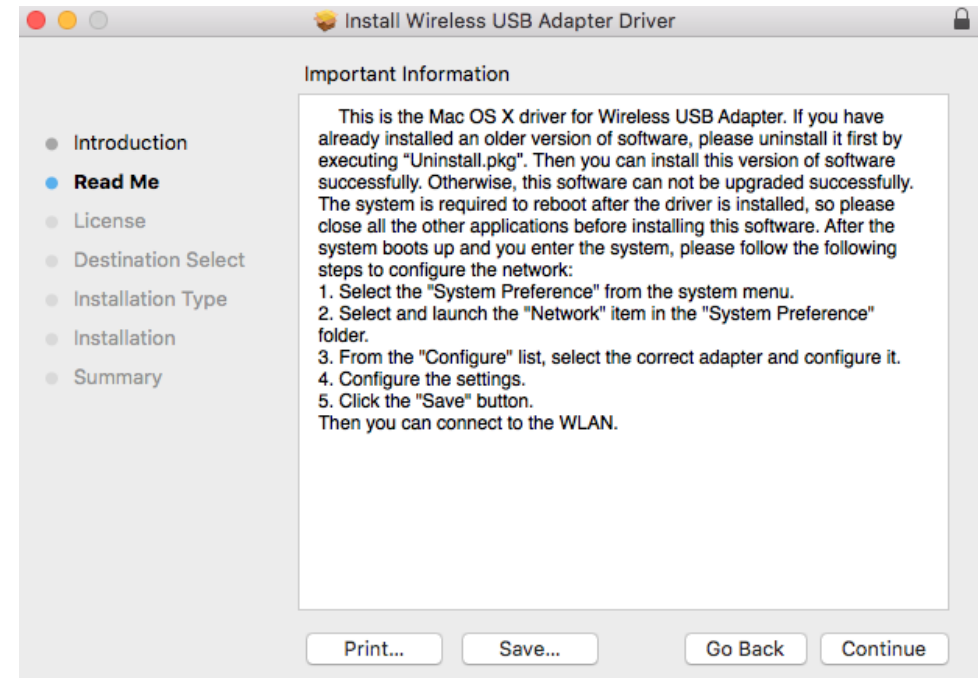 Install Wireless USB Adapter Driver
Important Information
Introduction
Read Me
License
Destination Select
Installation Type
Installation
Summary
This is the Mac OS X driver for Wireless USB Adapter. If you have
already installed an older version of software, please uninstall it first by
executing “Uninstall.pkg”. Then you can install this version of software
successfully. Otherwise, this software can not be upgraded successfully.
The system is required to reboot after the driver is installed, so please
close all the other applications before installing this software. After the
system boots up and you enter the system, please follow the following
steps to configure the network:
1. Select the "System Preference" from the system menu.
2. Select and launch the "Network" item in the "System Preference"
folder.
3. From the "Configure" list, select the correct adapter and configure it.
4. Configure the settings.
5. Click the "Save" button.
Then you can connect to the WLAN.
Print...
Save...
Go Back
Continue